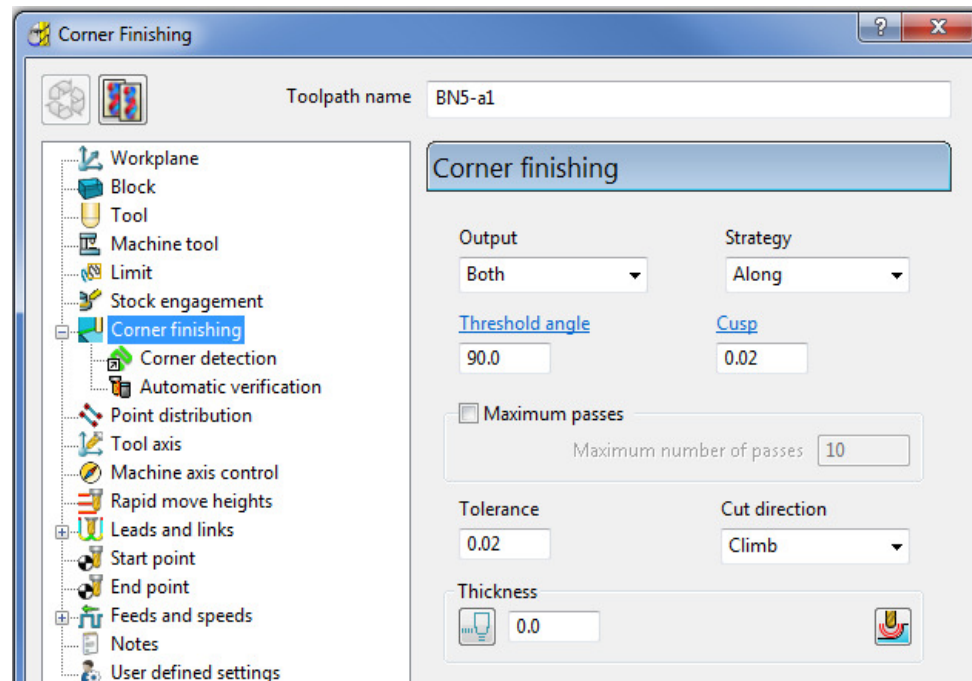 Corner Finishing
Toolpath name BN5-a1
Workplane
Block
Tool
Machine tool
Limit
Stock engagement
Corner finishing
Corner detection
Automatic verification
Point distribution
Tool axis
Machine axis control
Rapid move heights
Leads and links
Start point
End point
Feeds and speeds
Notes
User defined settings
Corner finishing
Output Strategy
Both Along
Threshold angle Cusp
90.0 0.02
Maximum passes
Maximum number of passes 10
Tolerance Cut direction
0.02 Climb
Thickness
0.0